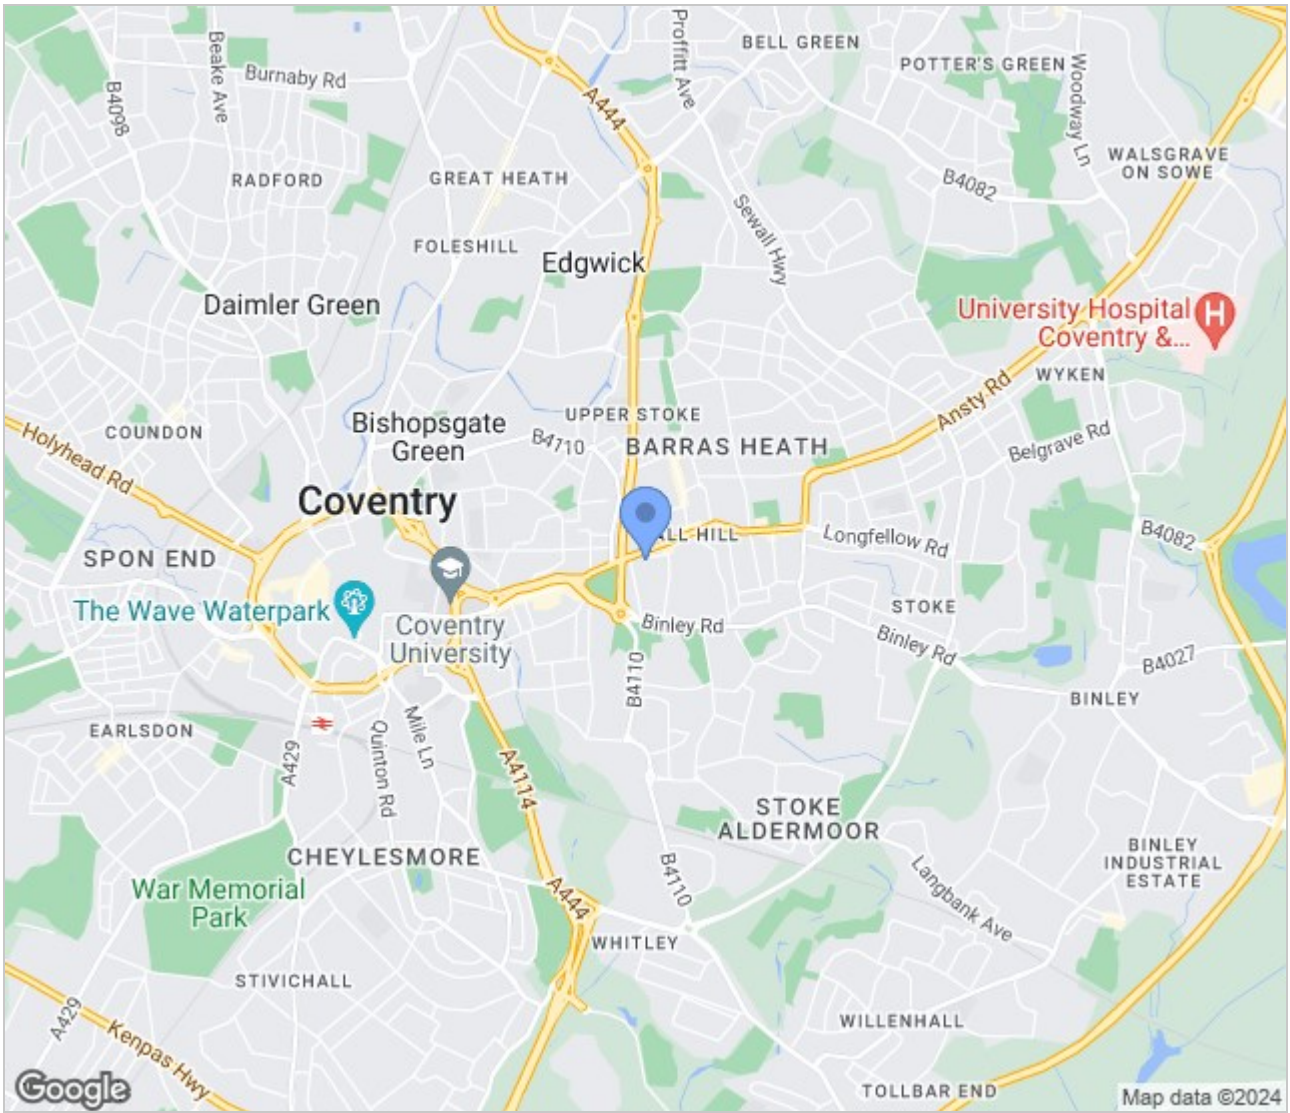 Proffitt Ave
BELL GREEN
Beake Ave
POTTER'S GREEN
Woodway Ln
Burnaby Rd
B4098
A444
WALSGRAVE
ON SOWE
RADFORD
GREAT HEATH
B4082
Sewall Hwy
FOLESHILL
Edgwick
Daimler Green
University Hospital
Coventry &...
H
WYKEN
Ansty Rd
UPPER STOKE
Bishopsgate
Green
B4110
BARRAS HEATH
Belgrave Rd
COUNDON
Holyhead Rd
Coventry
ALL HILL
Longfellow Rd
B4082
SPON END
The Wave Waterpark
STOKE
Coventry
University
Binley Rd
Binley Rd
B4027
B4110
BINLEY
EARLSDON
A429
Quinton Rd
Mile Ln
A4114
STOKE
ALDERMOOR
CHEYLESMORE
BINLEY
INDUSTRIAL
ESTATE
War Memorial
Park
B4110
A444
Langbank Ave
WHITLEY
STIVICHALL
A429
Kenpas Hwy
WILLENHALL
TOLLBAR END
Google
Map data ©2024